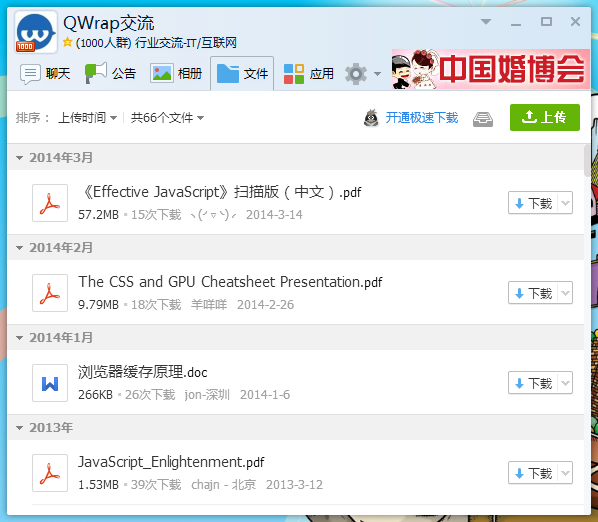 QWrap交流
1000
(1000人群) 行业交流-IT/互联网
聊天 公告 相册 文件 应用
中国婚博会
排序： 上传时间 共66个文件 开通极速下载 上传
2014年3月
《Effective JavaScript》扫描版（中文）.pdf
57.2MB 15次下载 2014-3-14
下载
2014年2月
The CSS and GPU Cheatsheet Presentation.pdf
9.79MB 18次下载 羊咩咩 2014-2-26
下载
2014年1月
浏览器缓存原理.doc
266KB 26次下载 jon-深圳 2014-1-6
下载
2013年
JavaScript_Enlightenment.pdf
1.53MB 39次下载 chajn - 北京 2013-3-12
下载